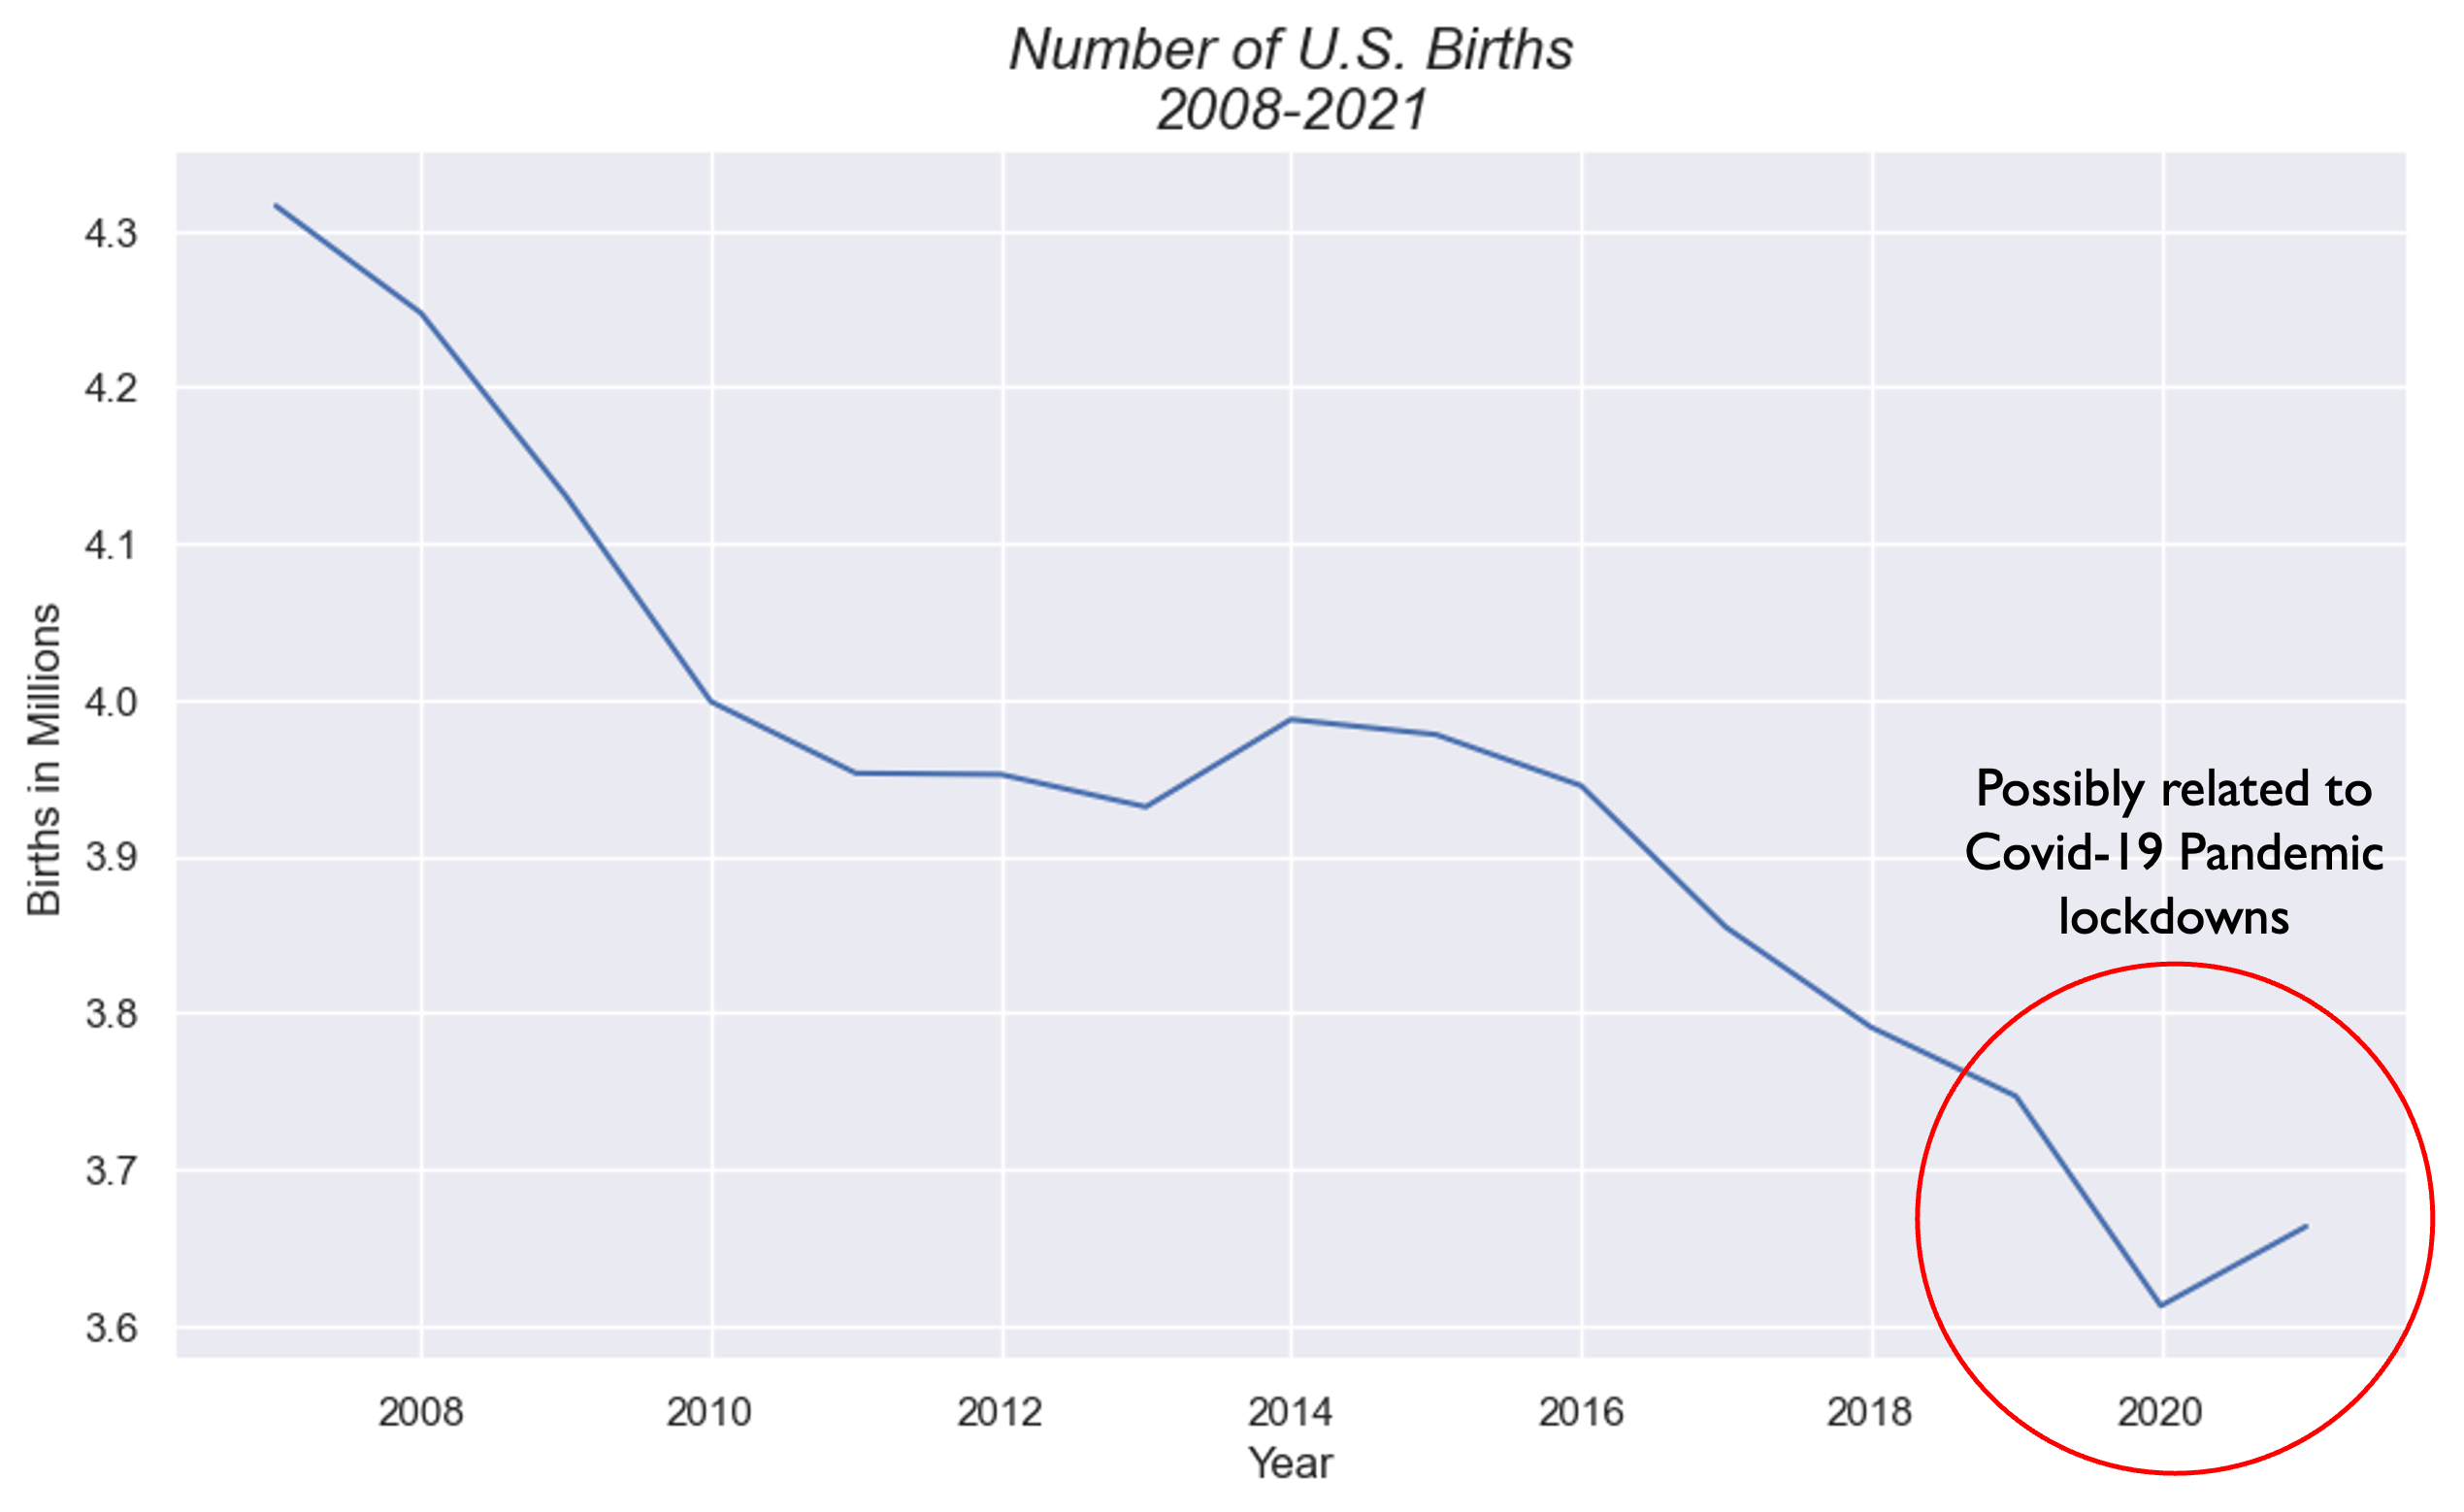 Number of U.S. Births
2008-2021
4.3
4.2
4.1
4.0
3.9
3.8
3.7
3.6
Births in Millions
Possibly related to
Covid-19 Pandemic
lockdowns
2008 2010 2012 2014 2016 2018 2020
Year